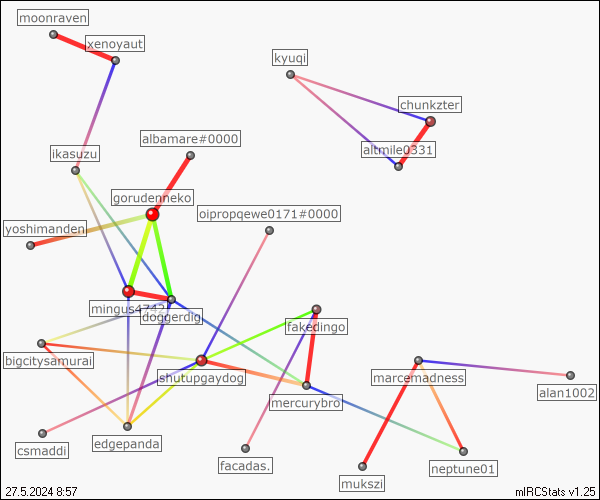 moonraven
xenoyaut
kyuqi
chunkzter
albamare#0000
altmile0331
ikasuzu
gorudenneko
oipropqewe0171#0000
yoshimanden
mingus4742
doggerdig
fakedingo
bigcitysamurai
shutupgaydog
marcemadness
alan1002
mercurybro
edgepanda
csmaddi
facadas.
neptune01
mukszi
27.5.2024 8:57
mIRCStats v1.25